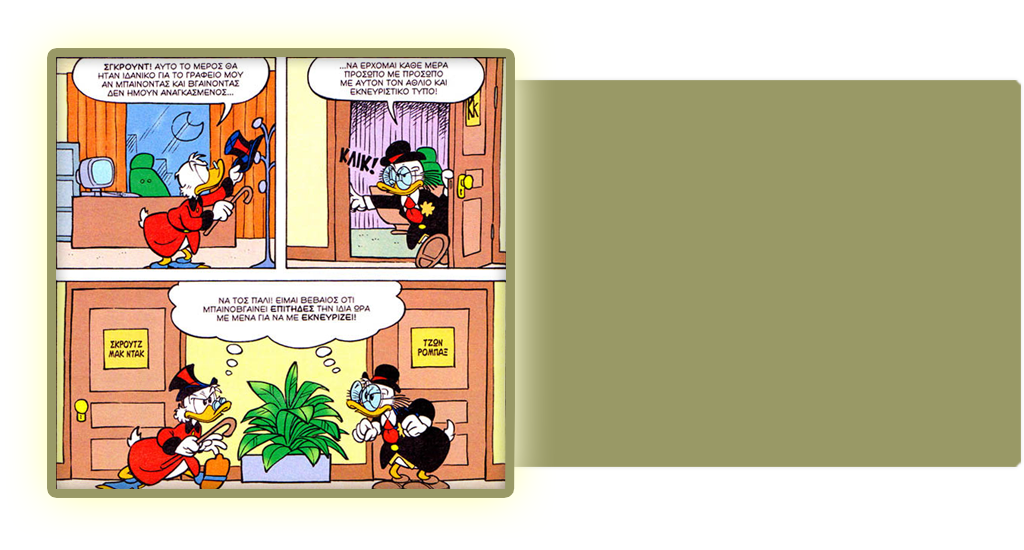 ΣΓΚΡΟΥΝΤ! ΑΥΤΟ ΤΟ ΜΕΡΟΣ ΘΑ
ΗΤΑΝ ΙΔΑΝΙΚΟ ΓΙΑ ΤΟ ΓΡΑΦΕΙΟ ΜΟΥ
ΑΝ ΜΠΑΙΝΟΝΤΑΣ ΚΑΙ ΒΓΑΙΝΟΝΤΑΣ
ΔΕΝ ΗΜΟΥΝ ΑΝΑΓΚΑΣΜΕΝΟΣ...
...ΝΑ ΕΡΧΟΜΑΙ ΚΑΘΕ ΜΕΡΑ
ΠΡΟΣΩΠΟ ΜΕ ΠΡΟΣΩΠΟ
ΜΕ ΑΥΤΟΝ ΤΟΝ ΑΘΛΙΟ ΚΑΙ
ΕΚΝΕΥΡΙΣΤΙΚΟ ΤΥΠΟ!
ΚΛΙΚ!
ΝΑ ΤΟΣ ΠΑΛΙ! ΕΙΜΑΙ ΒΕΒΑΙΟΣ ΟΤΙ
ΜΠΑΙΝΟΒΓΑΙΝΕΙ ΕΠΙΤΗΔΕΣ ΤΗΝ ΙΔΙΑ ΩΡΑ
ΜΕ ΜΕΝΑ ΓΙΑ ΝΑ ΜΕ ΕΚΝΕΥΡΙΖΕΙ!
ΣΚΡΟΥΤΖ
ΜΑΚ ΝΤΑΚ
ΤΖΩΝ
ΡΟΜΠΑΞ